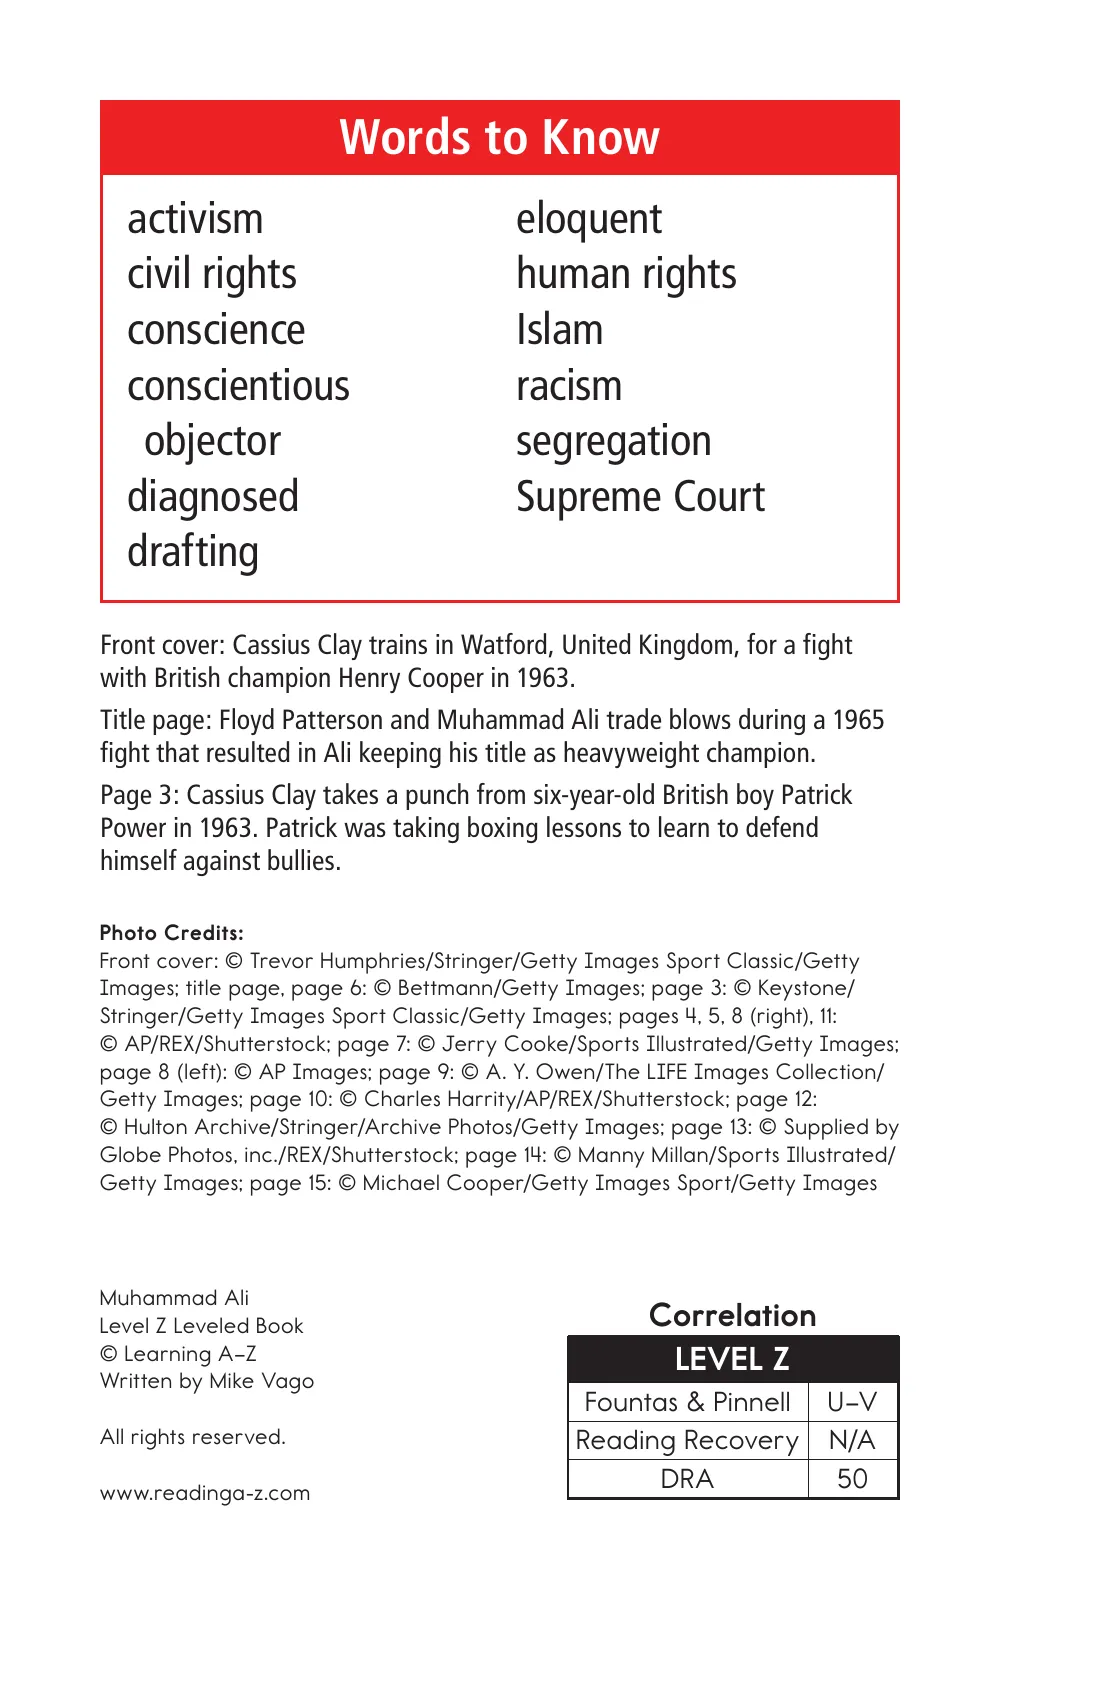 Words to Know
activism
civil rights
conscience
conscientious
objector
diagnosed
drafting
eloquent
human rights
Islam
racism
segregation
Supreme Court
Front cover: Cassius Clay trains in Watford, United Kingdom, for a fight
with British champion Henry Cooper in 1963.
Title page: Floyd Patterson and Muhammad Ali trade blows during a 1965
fight that resulted in Ali keeping his title as heavyweight champion.
Page 3: Cassius Clay takes a punch from six-year-old British boy Patrick
Power in 1963. Patrick was taking boxing lessons to learn to defend
himself against bullies.
Photo Credits:
Front cover: © Trevor Humphries/Stringer/Getty Images Sport Classic/Getty
Images; title page, page 6: © Bettmann/Getty Images; page 3: © Keystone/
Stringer/Getty Images Sport Classic/Getty Images; pages 4, 5, 8 (right), 11:
© AP/REX/Shutterstock; page 7: © Jerry Cooke/Sports Illustrated/Getty Images;
page 8 (left): © AP Images; page 9: © A. Y. Owen/The LIFE Images Collection/
Getty Images; page 10: © Charles Harrity/AP/REX/Shutterstock; page 12:
© Hulton Archive/Stringer/Archive Photos/Getty Images; page 13: © Supplied by
Globe Photos, inc./REX/Shutterstock; page 14: © Manny Millan/Sports Illustrated/
Getty Images; page 15: © Michael Cooper/Getty Images Sport/Getty Images
Muhammad Ali
Level Z Leveled Book
© Learning A–Z
Written by Mike Vago
All rights reserved.
www.readinga-z.com
Correlation
LEVEL Z
Fountas & Pinnell U–V
Reading Recovery N/A
DRA 50